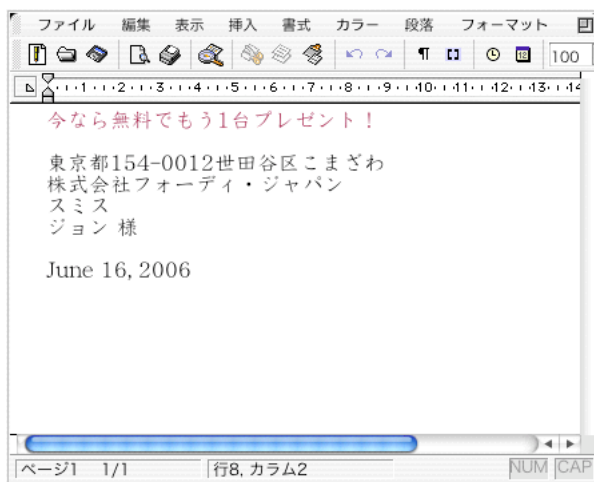 ファイル 編集 表示 挿入 書式 カラー 段落 フォーマット
100
1 2 3 4 5 6 7 8 9 10 11 12 13 14
今なら無料でもう1台プレゼント！
東京都154-0012世田谷区こまざわ
株式会社フォーディ・ジャパン
スミス
ジョン 様
June 16, 2006
ページ1 1/1 行8, カラム2 NUM CAP